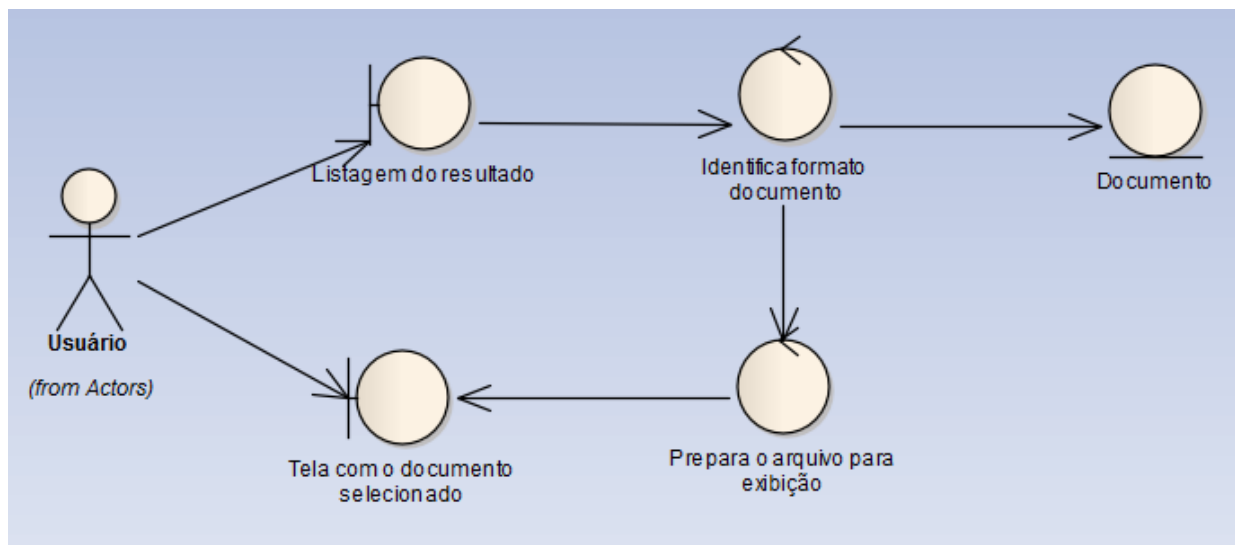 Listagem do resultado
Identifica formato
documento
Documento
Usuário
(from Actors)
Tela com o documento
selecionado
Prepara o arquivo para
exibição